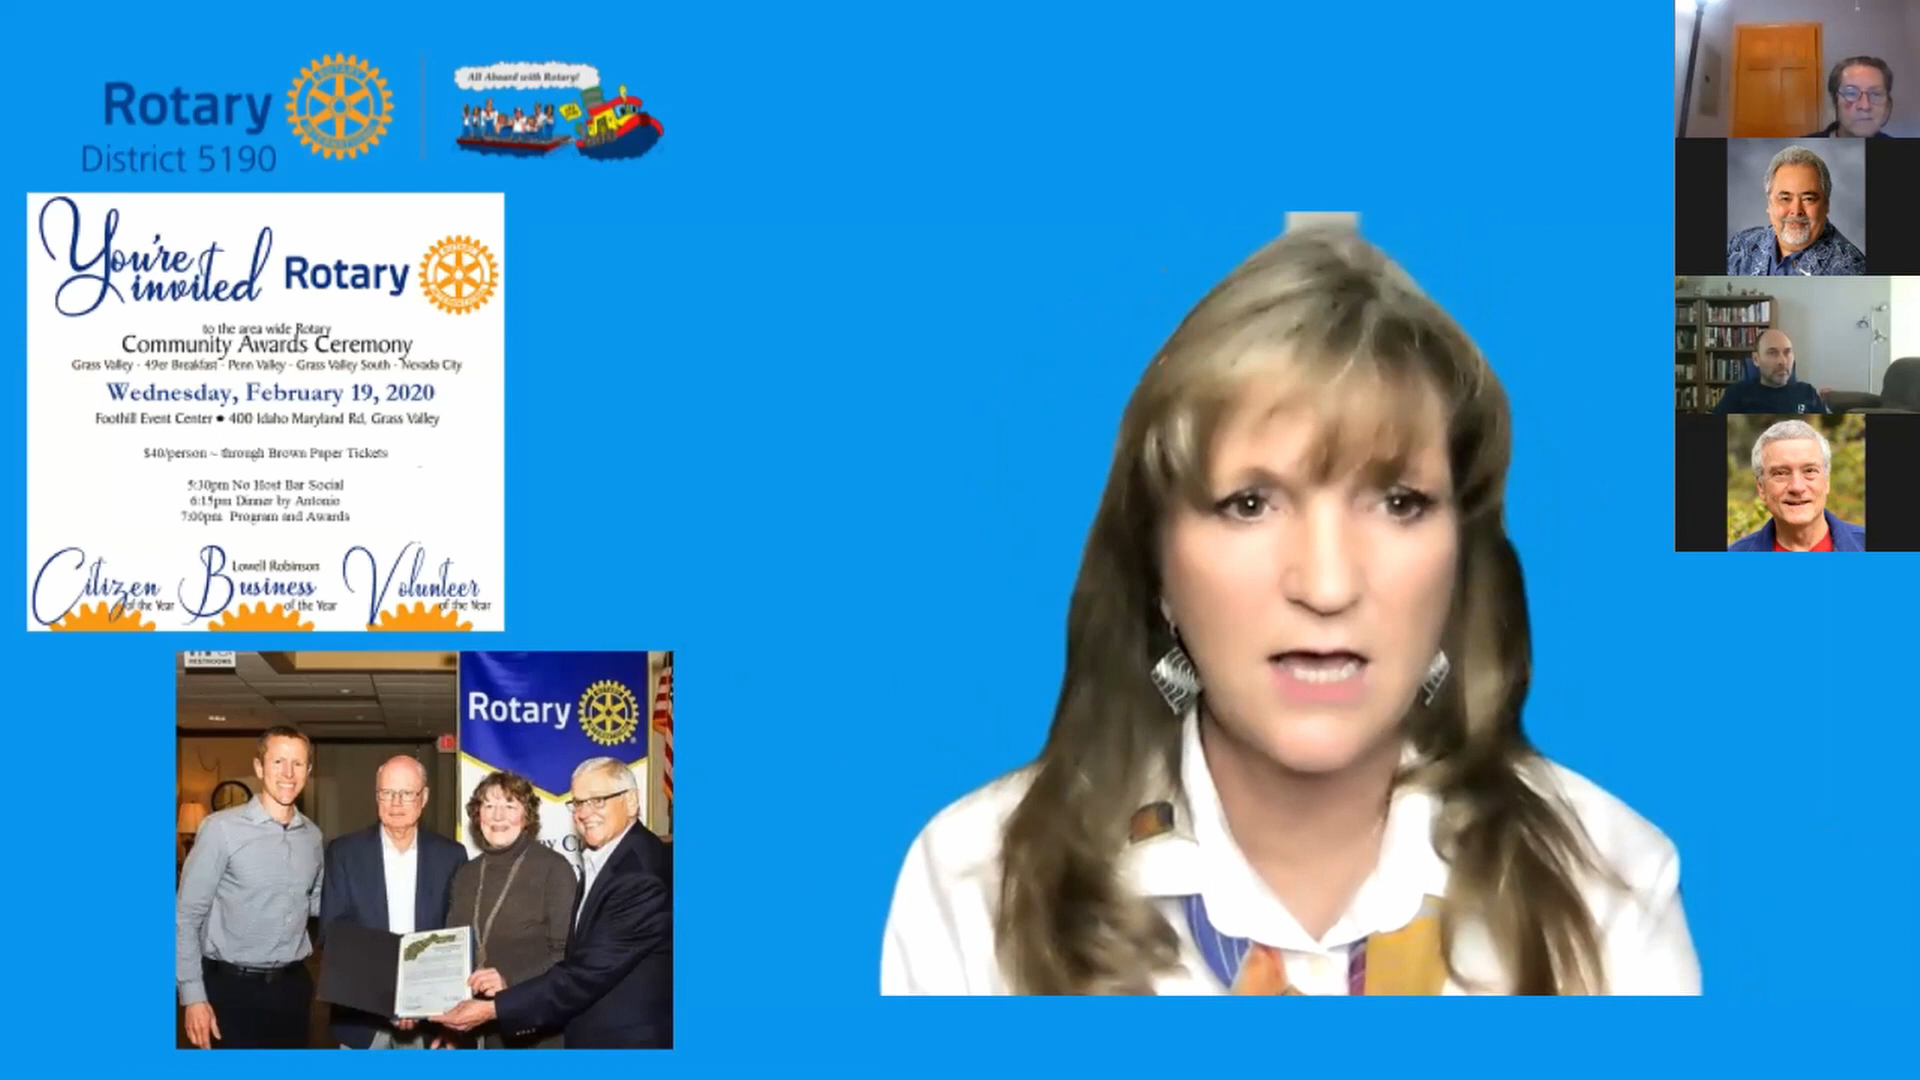 Rotary
District 5190
All Aboard with Rotary!
You're
invited
Rotary
to the area wide Rotary
Community Awards Ceremony
Grass Valley - 49er Breakfast - Penn Valley - Grass Valley South - Nevada City
Wednesday, February 19, 2020
Foothill Event Center • 400 Idaho Maryland Rd, Grass Valley
$40/person ~ through Brown Paper Tickets
5:30pm No Host Bar Social
6:15pm Dinner by Antonio
7:00pm Program and Awards
Citizen
of the Year
Lowell Robinson
Business
of the Year
Volunteer
of the Year
RESTROOMS
Rotary